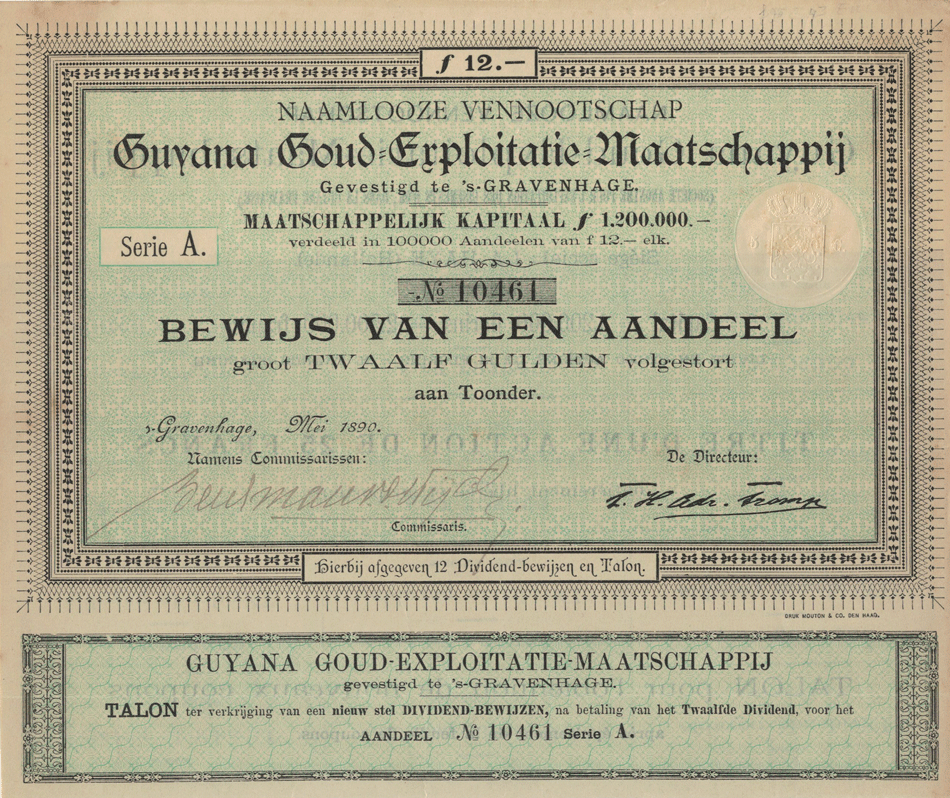 f 12.—
NAAMLOOZE VENNOOTSCHAP
Guyana Goud-Exploitatie-Maatschappij
Gevestigd te 's-GRAVENHAGE.
MAATSCHAPPELIJK KAPITAAL f 1.200.000.—
verdeeld in 100000 Aandeelen van f 12.— elk.
Serie A.
No 10461
BEWIJS VAN EEN AANDEEL
groot TWAALF GULDEN volgestort
aan Toonder.
's-Gravenhage, Mei 1890.
Namens Commissarissen: De Directeur:
Commissaris.
Hierbij afgegeven 12 Dividend-bewijzen en Talon.
DRUK MOUTON & CO. DEN HAAG.
GUYANA GOUD-EXPLOITATIE-MAATSCHAPPIJ
gevestigd te 's-GRAVENHAGE.
TALON ter verkrijging van een nieuw stel DIVIDEND-BEWIJZEN, na betaling van het Twaalfde Dividend, voor het
AANDEEL No 10461 Serie A.